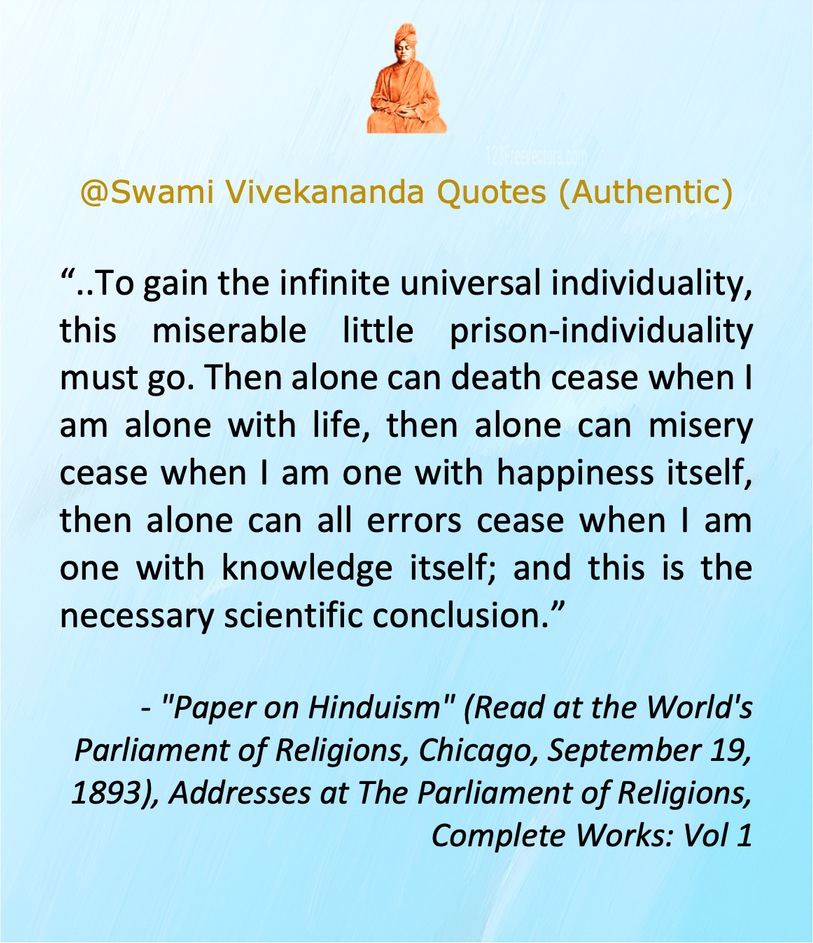 123Freevectors.com
@Swami Vivekananda Quotes (Authentic)
“..To gain the infinite universal individuality,
this miserable little prison-individuality
must go. Then alone can death cease when I
am alone with life, then alone can misery
cease when I am one with happiness itself,
then alone can all errors cease when I am
one with knowledge itself; and this is the
necessary scientific conclusion.”
- "Paper on Hinduism" (Read at the World's
Parliament of Religions, Chicago, September 19,
1893), Addresses at The Parliament of Religions,
Complete Works: Vol 1